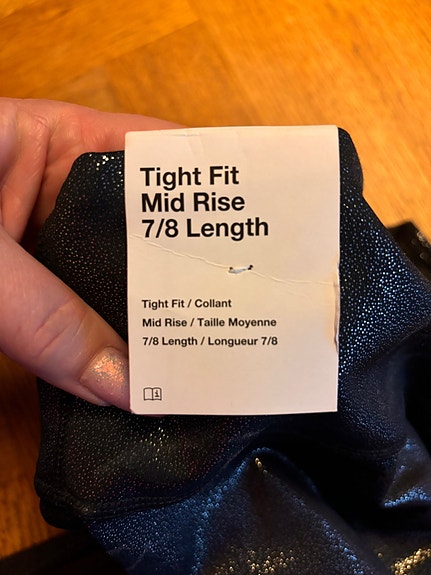 Tight Fit
Mid Rise
7/8 Length
Tight Fit / Collant
Mid Rise / Taille Moyenne
7/8 Length / Longueur 7/8